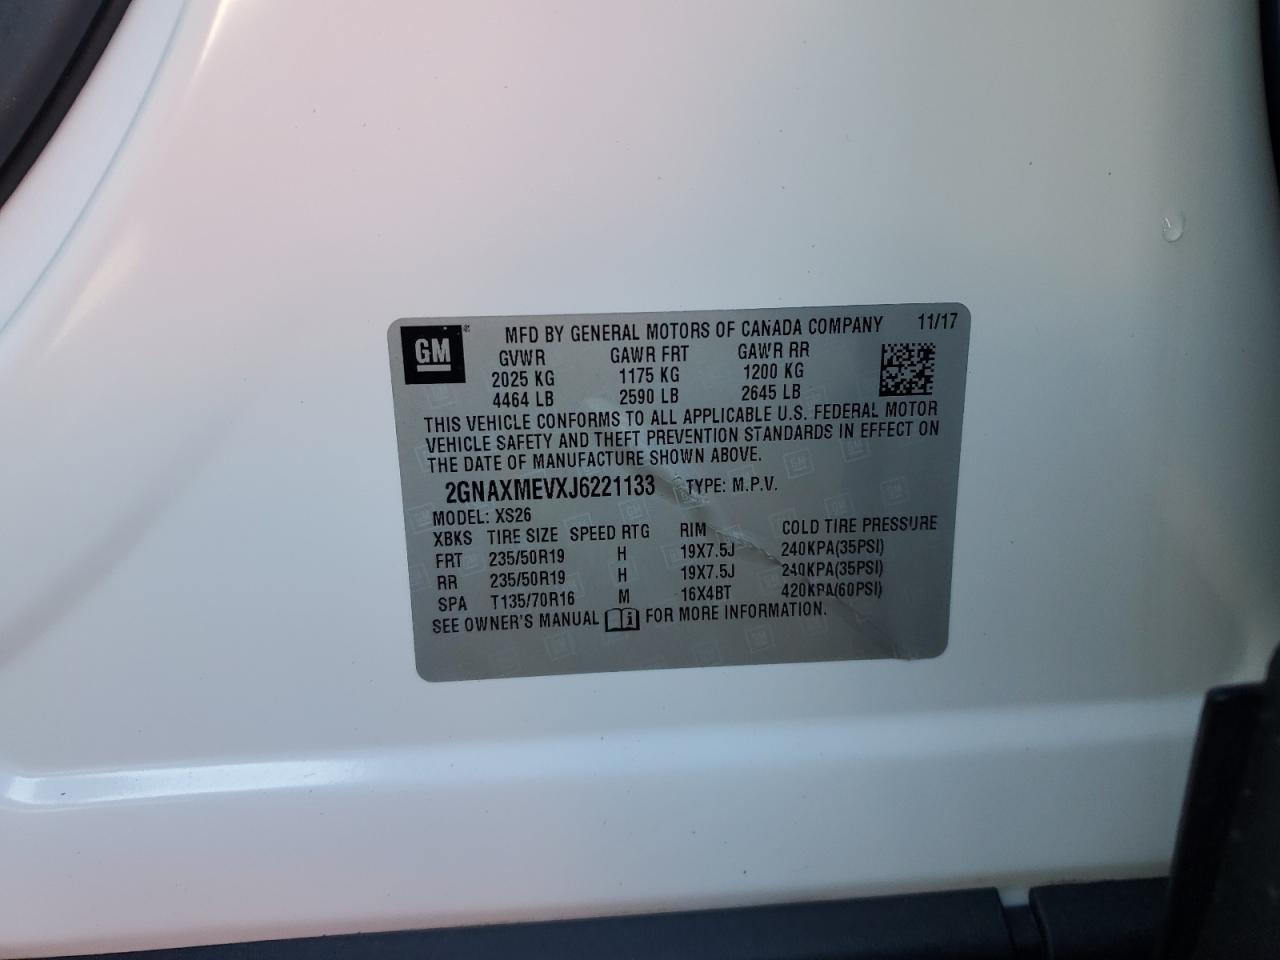 GM ® MFD BY GENERAL MOTORS OF CANADA COMPANY 11/17
GVWR GAWR FRT GAWR RR
2025 KG 1175 KG 1200 KG
4464 LB 2590 LB 2645 LB
THIS VEHICLE CONFORMS TO ALL APPLICABLE U.S. FEDERAL MOTOR
VEHICLE SAFETY AND THEFT PREVENTION STANDARDS IN EFFECT ON
THE DATE OF MANUFACTURE SHOWN ABOVE.
2GNAXMEVXJ6221133 TYPE: M.P.V.
MODEL: XS26
XBKS TIRE SIZE SPEED RTG RIM COLD TIRE PRESSURE
FRT 235/50R19 H 19X7.5J 240KPA(35PSI)
RR 235/50R19 H 19X7.5J 240KPA(35PSI)
SPA T135/70R16 M 16X4BT 420KPA(60PSI)
SEE OWNER'S MANUAL i FOR MORE INFORMATION.